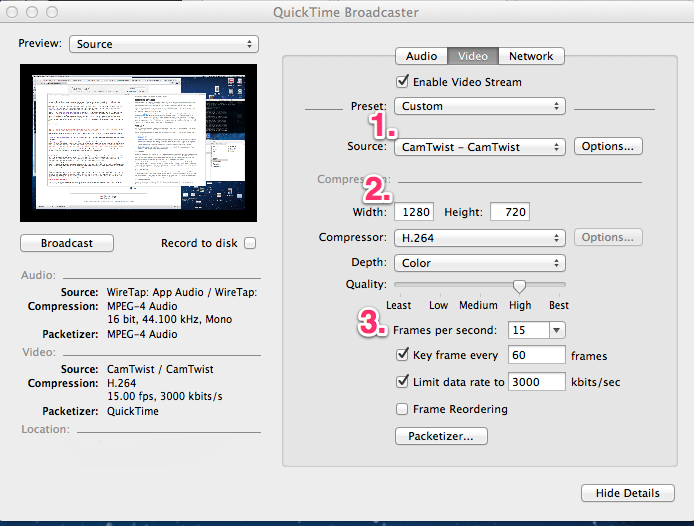 QuickTime Broadcaster
Preview: Source
Audio Video Network
Enable Video Stream
Preset: Custom
1.
Source: CamTwist - CamTwist Options...
Compression:
2.
Width: 1280 Height: 720
Compressor: H.264 Options...
Depth: Color
Quality:
Least Low Medium High Best
3.
Frames per second: 15
Key frame every 60 frames
Limit data rate to 3000 kbits/sec
Frame Reordering
Packetizer...
Broadcast Record to disk
Audio:
Source: WireTap: App Audio / WireTap:
Compression: MPEG-4 Audio
16 bit, 44.100 kHz, Mono
Packetizer: MPEG-4 Audio
Video:
Source: CamTwist / CamTwist
Compression: H.264
15.00 fps, 3000 kbits/s
Packetizer: QuickTime
Location:
Hide Details